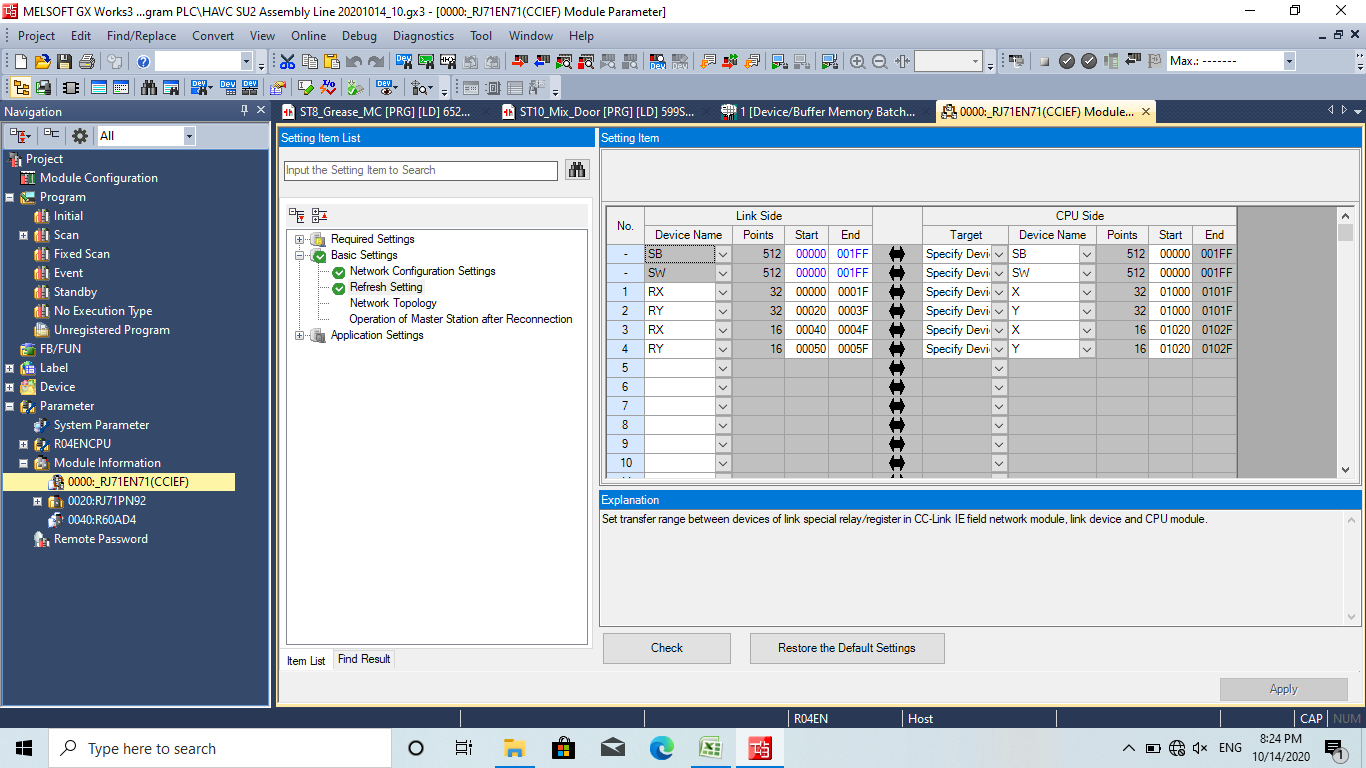 MELSOFT GX Works3 ...gram PLC\HAVC SU2 Assembly Line 20201014_10.gx3 - [0000:_RJ71EN71(CCIEF) Module Parameter]
Project Edit Find/Replace Convert View Online Debug Diagnostics Tool Window Help
Max.: -------
Navigation
ST8_Grease_MC [PRG] [LD] 652...
ST10_Mix_Door [PRG] [LD] 599S...
1 [Device/Buffer Memory Batch...
0000:_RJ71EN71(CCIEF) Module...
All
Project
Module Configuration
Program
Initial
Scan
Fixed Scan
Event
Standby
No Execution Type
Unregistered Program
FB/FUN
Label
Device
Parameter
System Parameter
R04ENCPU
Module Information
0000:_RJ71EN71(CCIEF)
0020:RJ71PN92
0040:R60AD4
Remote Password
Setting Item List
Input the Setting Item to Search
Required Settings
Basic Settings
Network Configuration Settings
Refresh Setting
Network Topology
Operation of Master Station after Reconnection
Application Settings
Item List Find Result
Setting Item
No. Link Side CPU Side
Device Name Points Start End Target Device Name Points Start End
- SB 512 00000 001FF Specify Devi SB 512 00000 001FF
- SW 512 00000 001FF Specify Devi SW 512 00000 001FF
1 RX 32 00000 0001F Specify Devi X 32 01000 0101F
2 RY 32 00020 0003F Specify Devi Y 32 01000 0101F
3 RX 16 00040 0004F Specify Devi X 16 01020 0102F
4 RY 16 00050 0005F Specify Devi Y 16 01020 0102F
5
6
7
8
9
10
Explanation
Set transfer range between devices of link special relay/register in CC-Link IE field network module, link device and CPU module.
Check Restore the Default Settings
Apply
R04EN Host CAP NUM
Type here to search
ENG
8:24 PM
10/14/2020
1